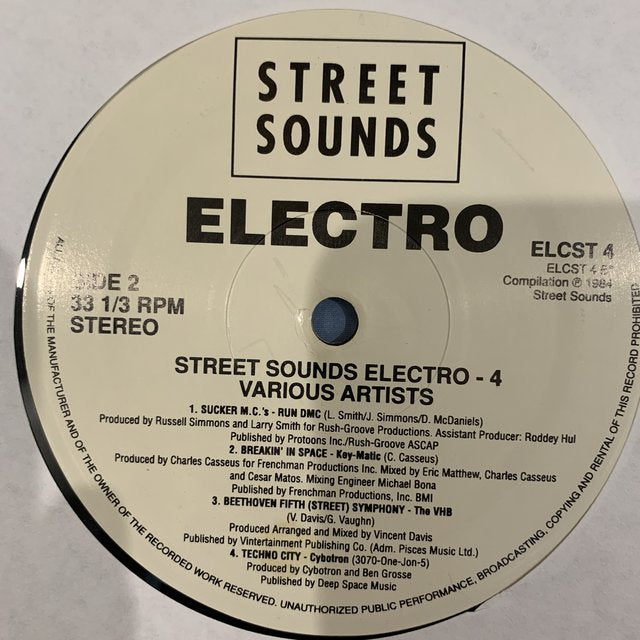 STREET
SOUNDS
ELECTRO
SIDE 2
33 1/3 RPM
STEREO
ELCST 4
ELCST 4
Compilation ℗ 1984
Street Sounds
STREET SOUNDS ELECTRO - 4
VARIOUS ARTISTS
1. SUCKER M.C.'s - RUN DMC (L. Smith/J. Simmons/D. McDaniels)
Produced by Russell Simmons and Larry Smith for Rush-Groove Productions. Assistant Producer: Roddey Hul
Published by Protoons Inc./Rush-Groove ASCAP
2. BREAKIN' IN SPACE - Key-Matic (C. Casseus)
Produced by Charles Casseus for Frenchman Productions Inc. Mixed by Eric Matthew, Charles Casseus
and Cesar Matos. Mixing Engineer Michael Bona
Published by Frenchman Productions, Inc. BMI
3. BEETHOVEN FIFTH (STREET) SYMPHONY - The VHB
(V. Davis/G. Vaughn)
Produced Arranged and Mixed by Vincent Davis
Published by Vintertainment Publishing Co. (Adm. Pisces Music Ltd.)
4. TECHNO CITY - Cybotron (3070-One-Jon-5)
Produced by Cybotron and Ben Grosse
Published by Deep Space Music
OF THE MANUFACTURER AND OF THE OWNER OF THE RECORDED WORK RESERVED. UNAUTHORIZED PUBLIC PERFORMANCE, BROADCASTING, COPYING AND RENTAL OF THIS RECORD PROHIBITED